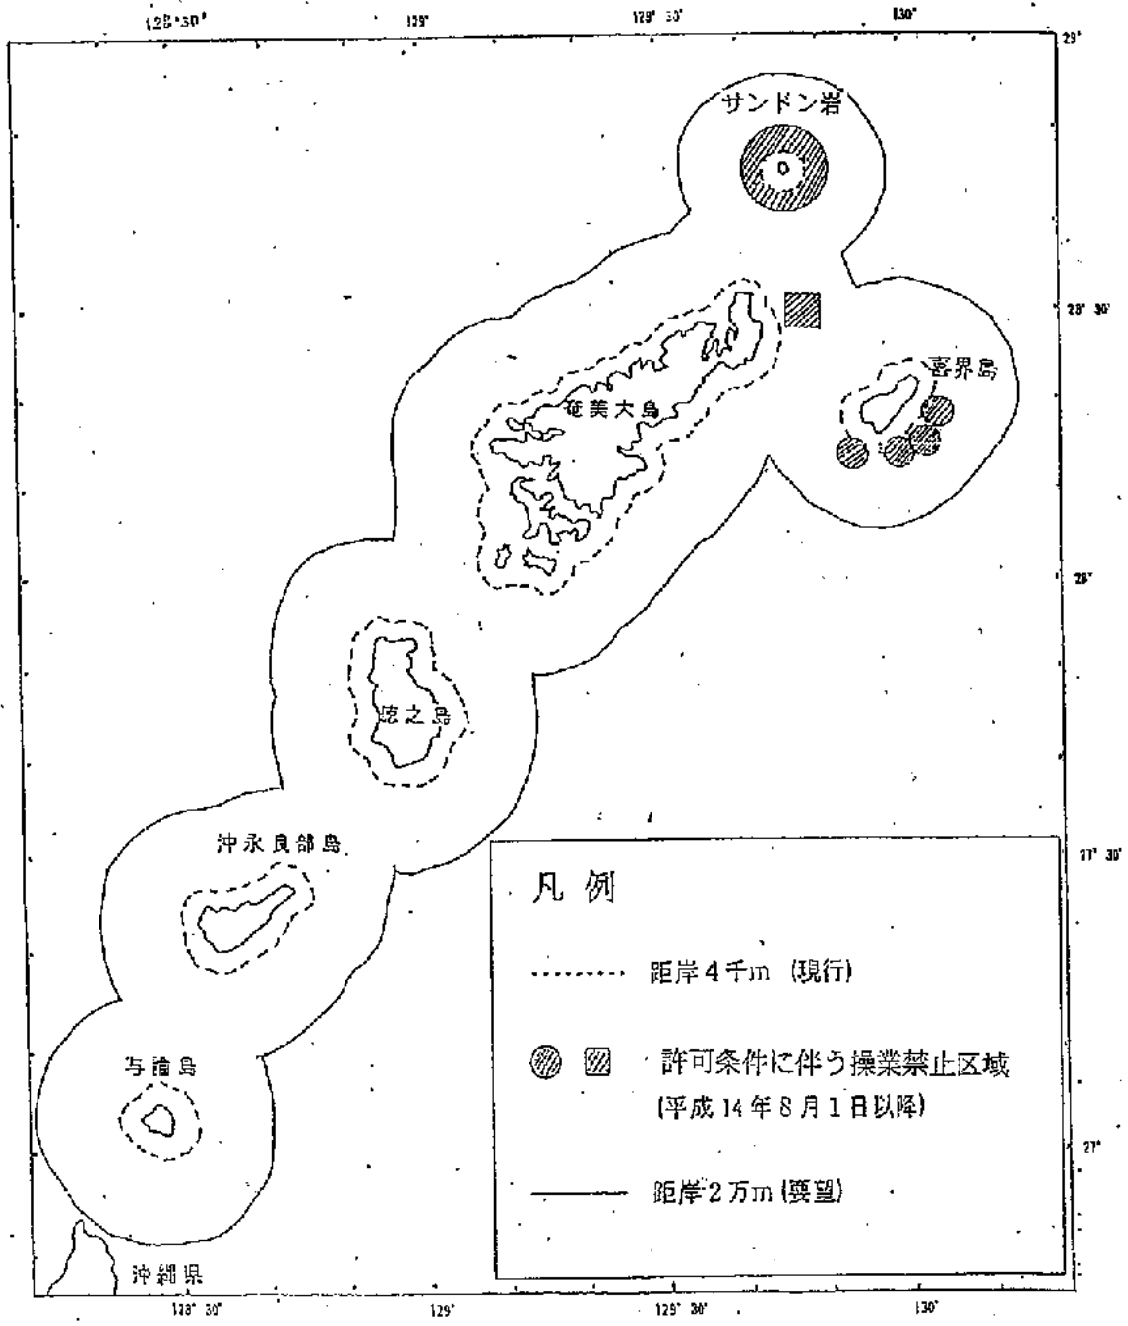 128° 30'
129°
129° 30'
130°
29°
サンドン岩
28° 30'
喜界島
奄美大島
28°
徳之島
沖永良部島
27° 30'
凡例
距岸4千m (現行)
許可条件に伴う操業禁止区域
(平成14年8月1日以降)
与論島
27°
距岸2万m (要望)
沖縄県
128° 30'
129°
129° 30'
130°